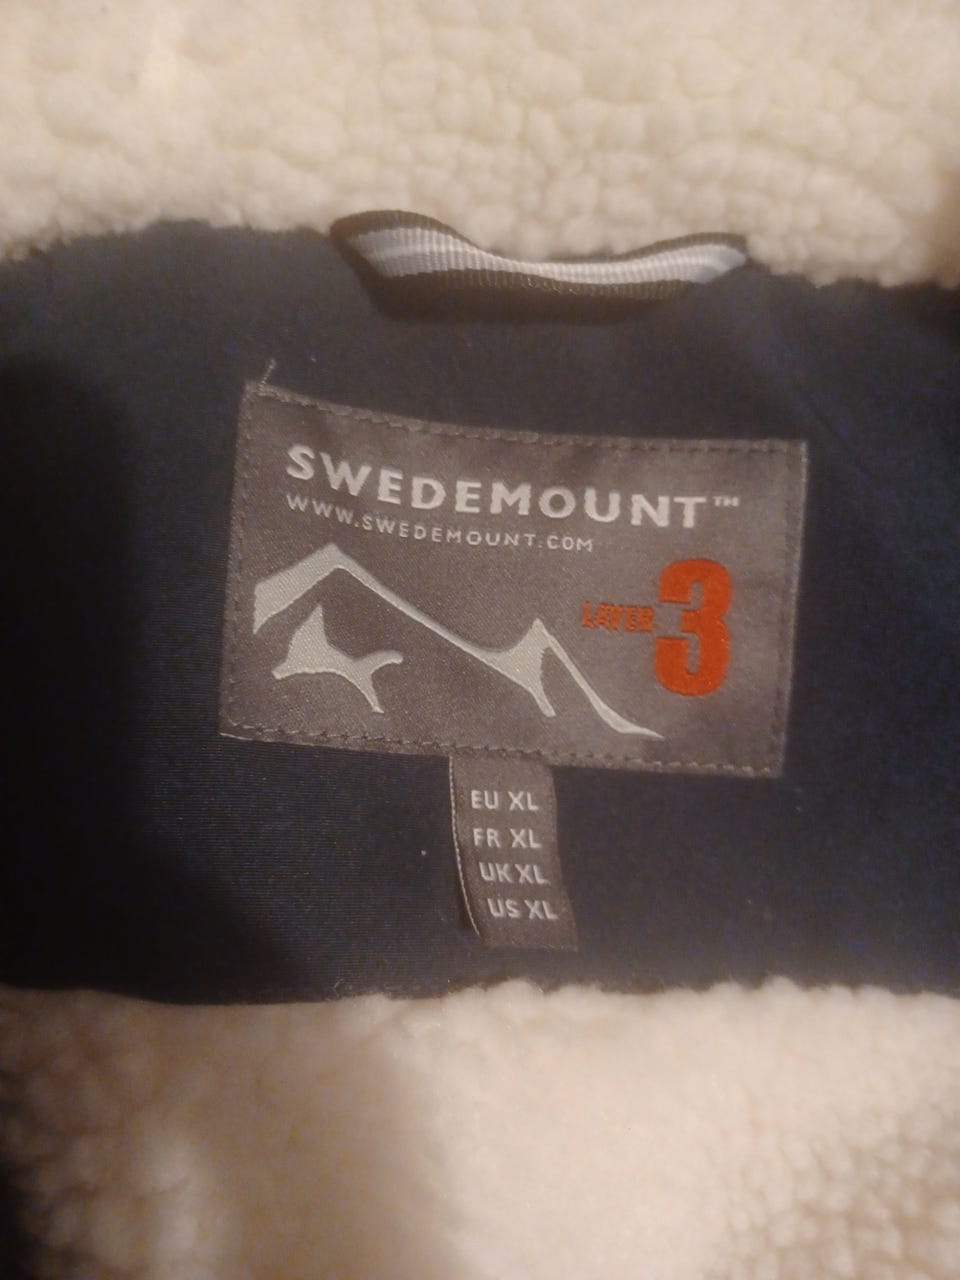 SWEDEMOUNT™
WWW.SWEDEMOUNT.COM
LAYER 3
EU XL
FR XL
UK XL
US XL